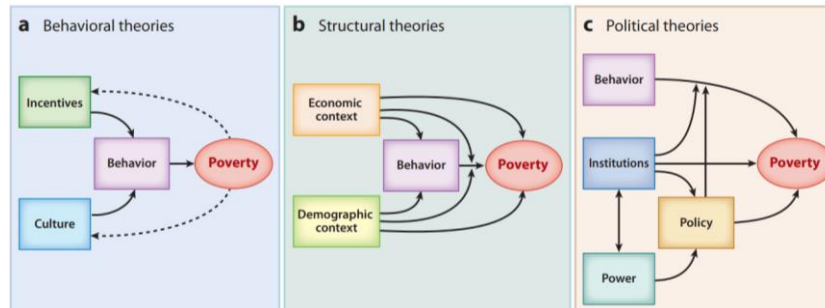 a Behavioral theories
Incentives
Behavior
Poverty
Culture
b Structural theories
Economic
context
Behavior
Poverty
Demographic
context
c Political theories
Behavior
Institutions
Poverty
Policy
Power